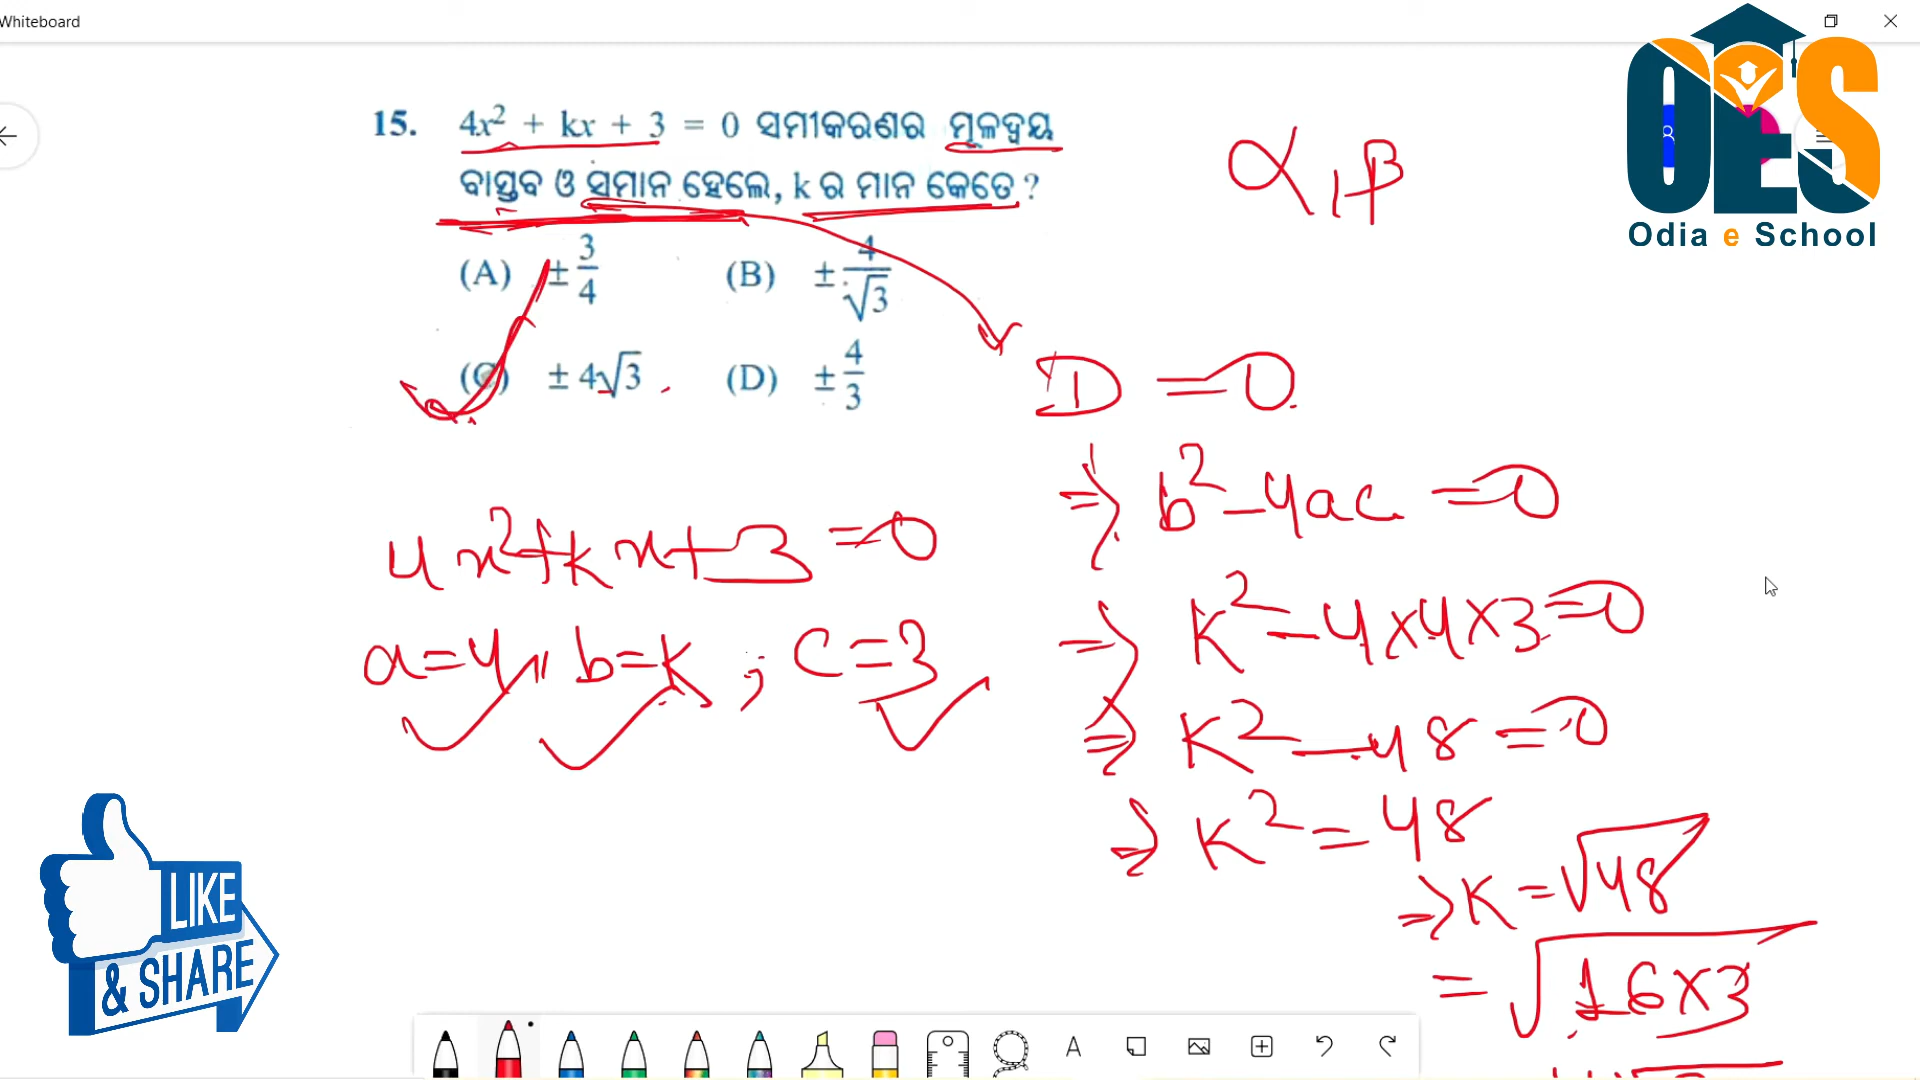 Whiteboard
OES
Odia e School
15. 4x² + kx + 3 = 0 ସମୀକରଣର ମୂଳଦ୍ୱୟ
ବାସ୍ତବ ଓ ସମାନ ହେଲେ, k ର ମାନ କେତେ ?
(A) ± 3/4 (B) ± 4/√3
(C) ± 4√3 (D) ± 4/3
α, β
D = 0
⇒ b² - 4ac = 0
4x² + kx + 3 = 0
a = 4, b = k ; c = 3
⇒ K² - 4×4×3 = 0
⇒ K² - 48 = 0
⇒ K² = 48
⇒ K = √48
= √16×3
LIKE
& SHARE